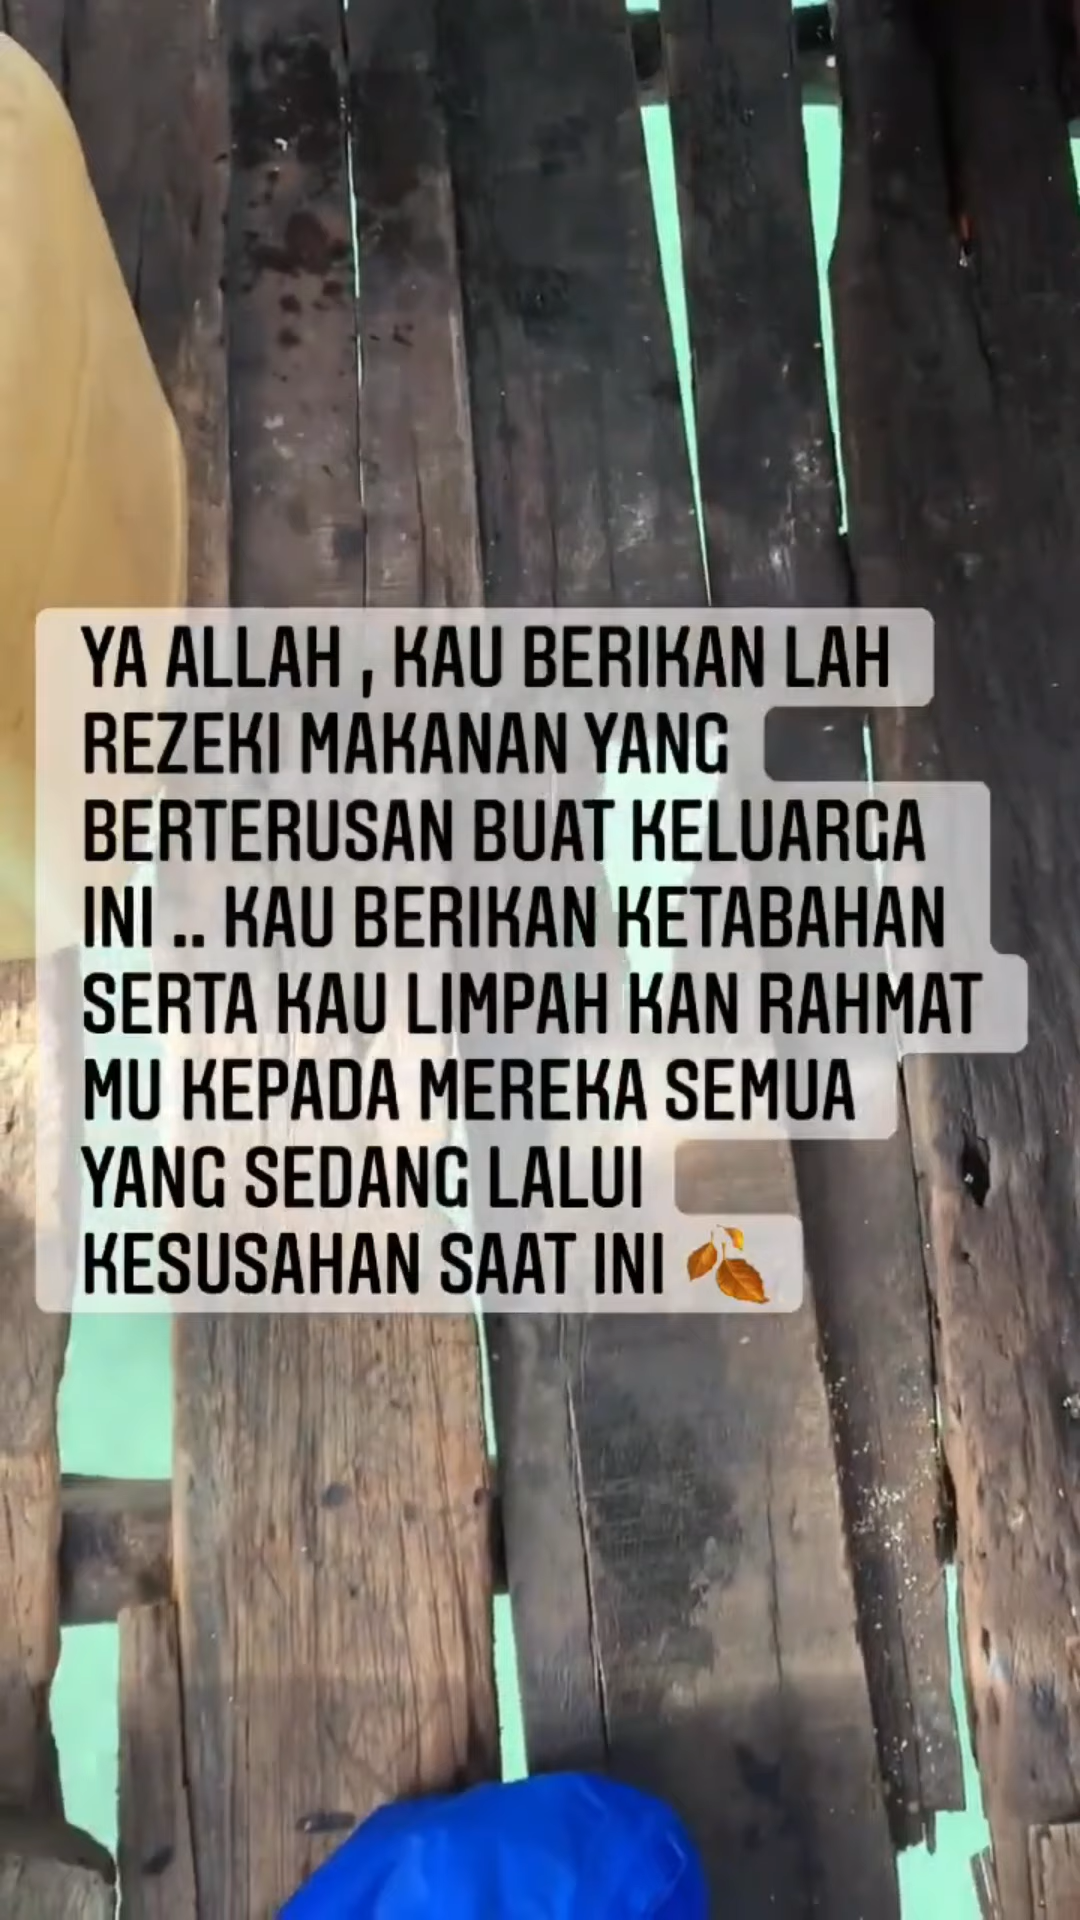 YA ALLAH , KAU BERIKAN LAH
REZEKI MAKANAN YANG
BERTERUSAN BUAT KELUARGA
INI .. KAU BERIKAN KETABAHAN
SERTA KAU LIMPAH KAN RAHMAT
MU KEPADA MEREKA SEMUA
YANG SEDANG LALUI
KESUSAHAN SAAT INI 🍂